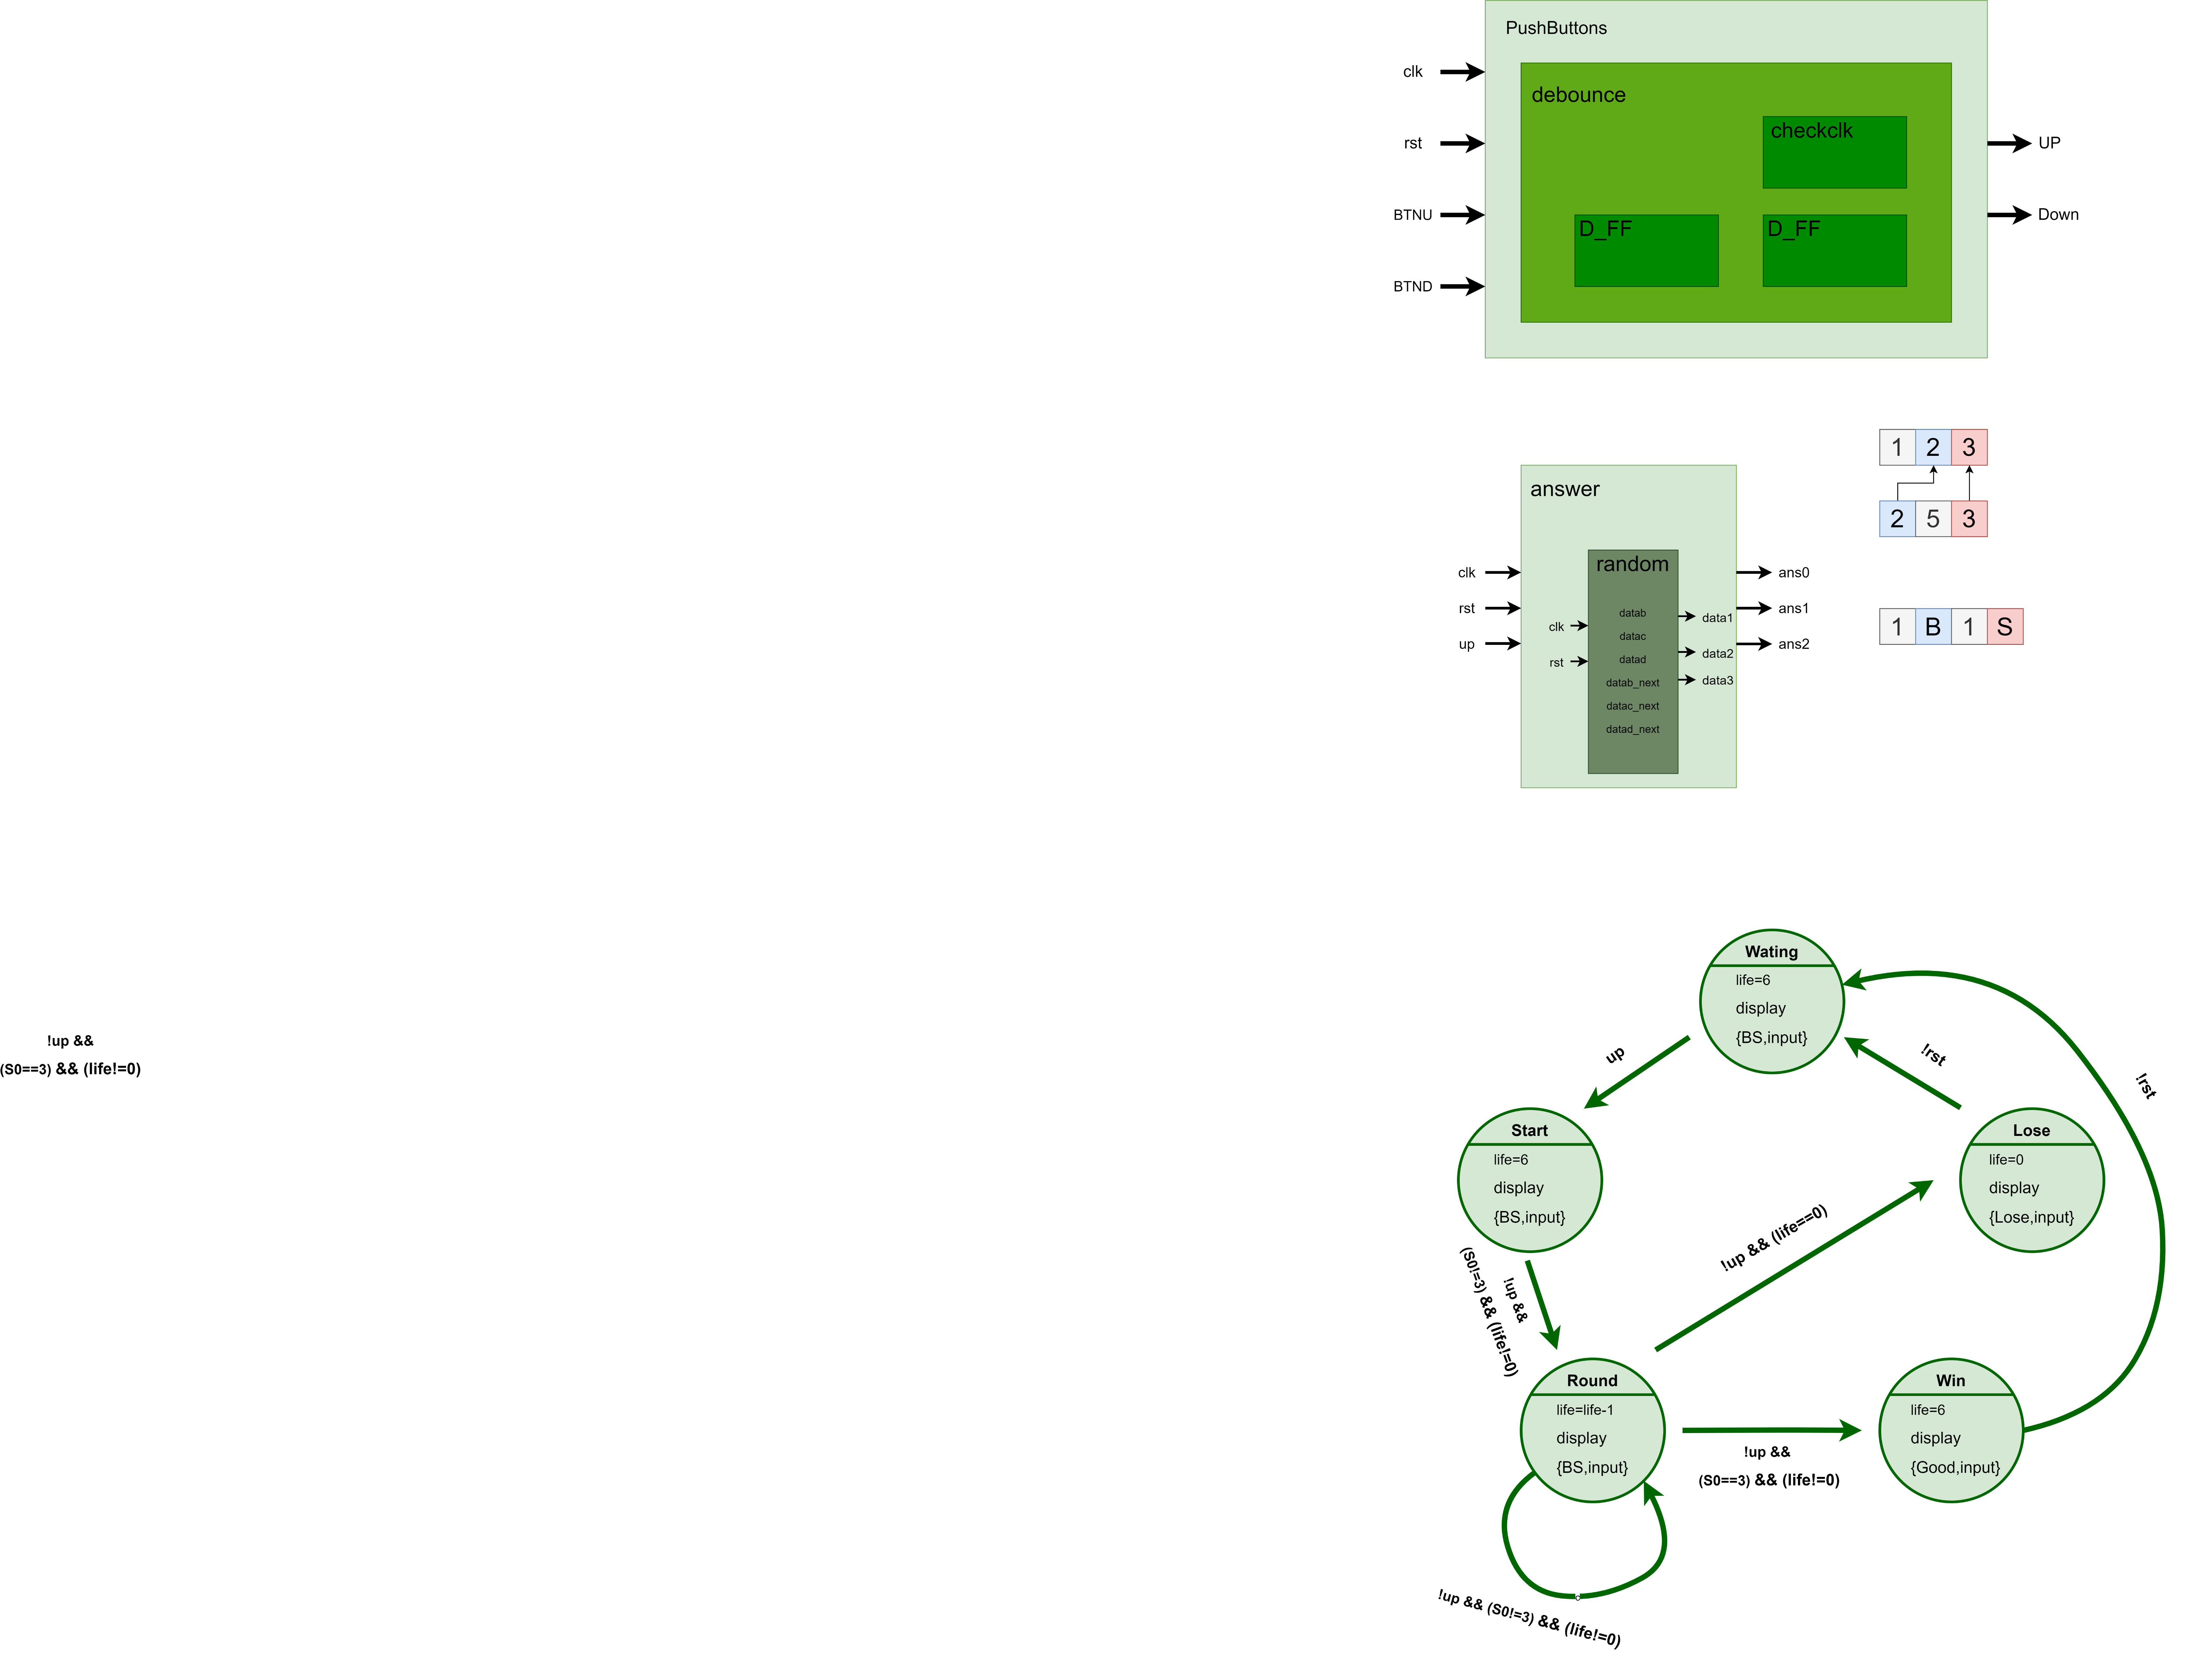 PushButtons
clk
rst
BTNU
BTND
debounce
checkclk
D_FF
D_FF
UP
Down
1 2 3
2 5 3
1 B 1 S
answer
clk
rst
up
random
clk
rst
datab
datac
datad
datab_next
datac_next
datad_next
data1
data2
data3
ans0
ans1
ans2
!up &&
(S0==3) && (life!=0)
Wating
life=6
display
{BS,input}
up
!rst
!rst
Start
life=6
display
{BS,input}
Lose
life=0
display
{Lose,input}
!up &&
(S0!=3) && (life!=0)
!up && (life==0)
Round
life=life-1
display
{BS,input}
!up &&
(S0==3) && (life!=0)
Win
life=6
display
{Good,input}
!up && (S0!=3) && (life!=0)